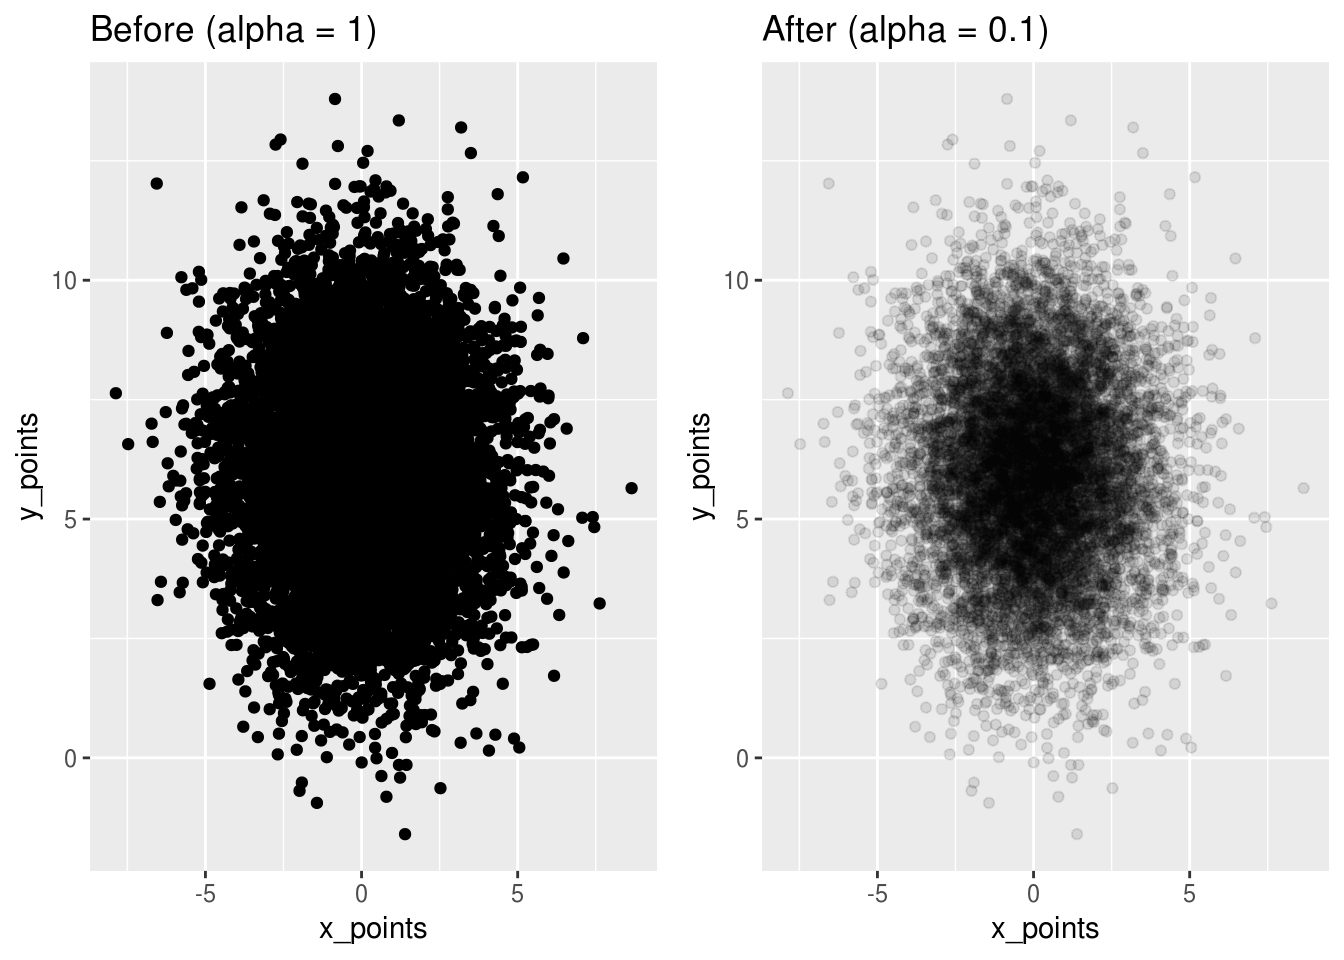 Before (alpha = 1)
y_points
10
5
0
-5 0 5
x_points
After (alpha = 0.1)
y_points
10
5
0
-5 0 5
x_points